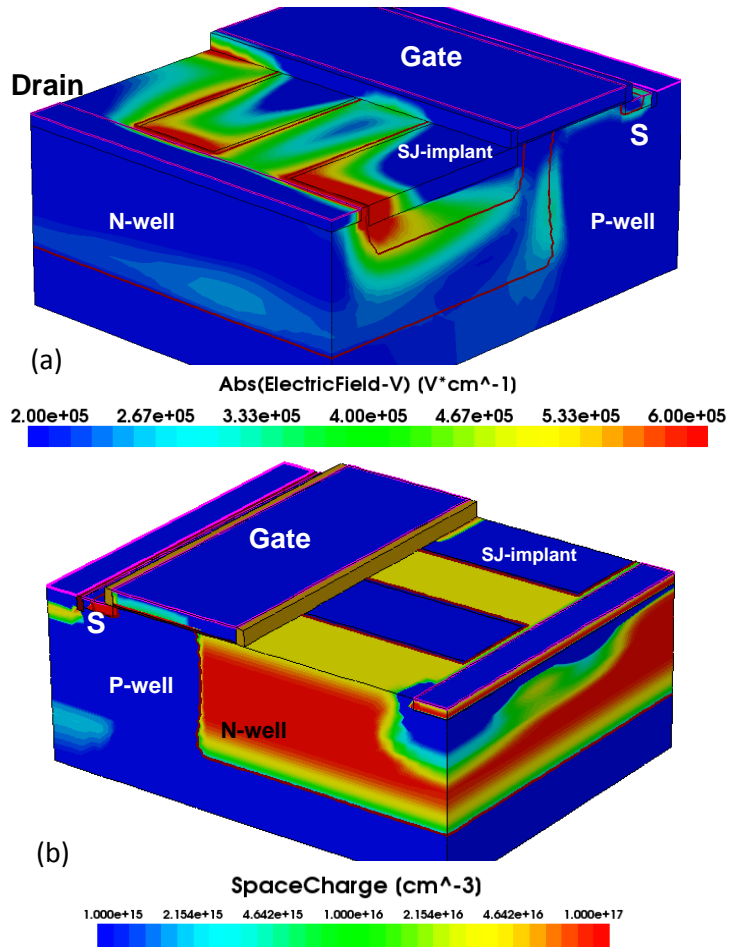 Gate
Drain
S
SJ-implant
N-well
P-well
(a)
Abs(ElectricField-V) (V*cm^-1)
2.00e+05 2.67e+05 3.33e+05 4.00e+05 4.67e+05 5.33e+05 6.00e+05
Gate
SJ-implant
S
P-well
N-well
(b)
SpaceCharge (cm^-3)
1.000e+15 2.154e+15 4.642e+15 1.000e+16 2.154e+16 4.642e+16 1.000e+17